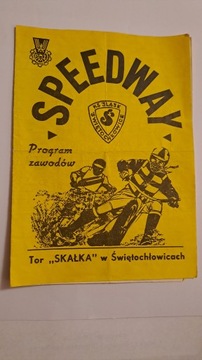 SPEEDWAY
KS ŚLĄSK
ŚWIĘTOCHŁOWICE
S
Program
zawodów
Tor „SKAŁKA" w Świętochłowicach